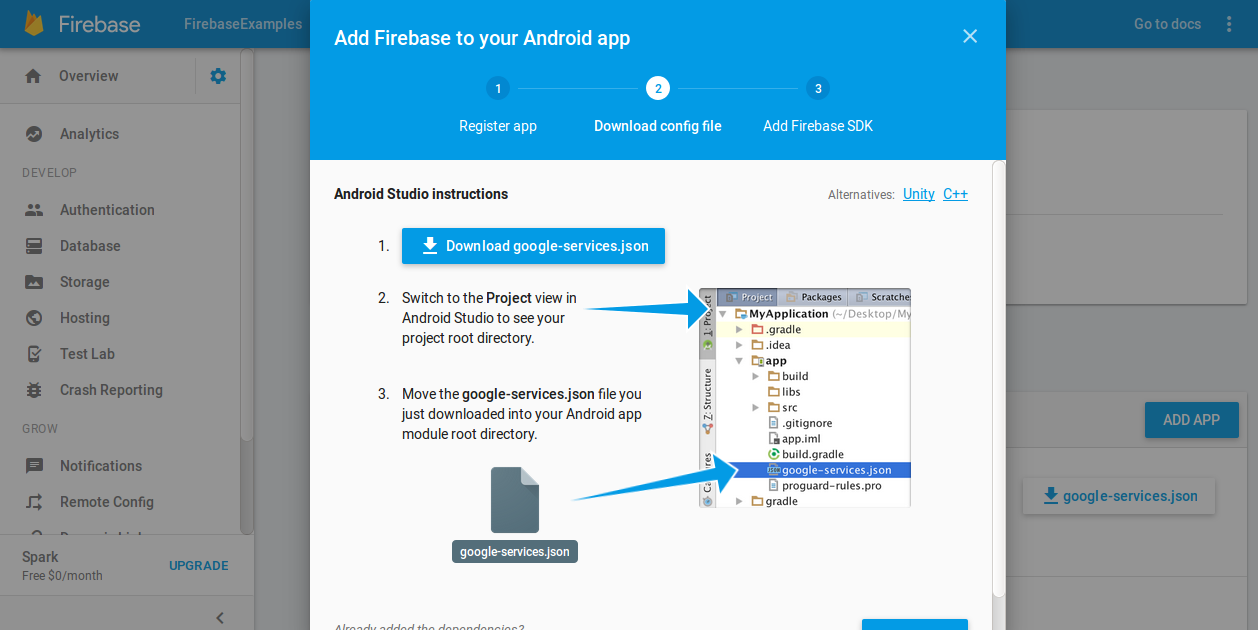 Firebase
FirebaseExamples
Go to docs
Overview
Analytics
DEVELOP
Authentication
Database
Storage
Hosting
Test Lab
Crash Reporting
GROW
Notifications
Remote Config
Spark
Free $0/month
UPGRADE
Add Firebase to your Android app
1
2
3
Register app
Download config file
Add Firebase SDK
Android Studio instructions
Alternatives: Unity C++
1. Download google-services.json
2. Switch to the Project view in
Android Studio to see your
project root directory.
3. Move the google-services.json file you
just downloaded into your Android app
module root directory.
google-services.json
Project
Packages
Scratche
1: Project
Z: Structure
MyApplication (~/Desktop/My
.gradle
.idea
app
build
libs
src
.gitignore
app.iml
build.gradle
google-services.json
proguard-rules.pro
gradle
Already added the dependencies?
ADD APP
google-services.json